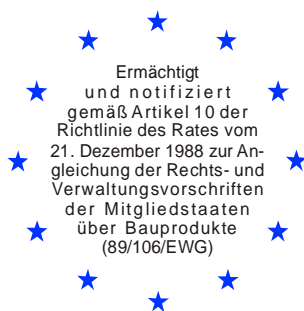 Ermächtigt
und notifiziert
gemäß Artikel 10 der
Richtlinie des Rates vom
21. Dezember 1988 zur An-
gleichung der Rechts- und
Verwaltungsvorschriften
der Mitgliedstaaten
über Bauprodukte
(89/106/EWG)